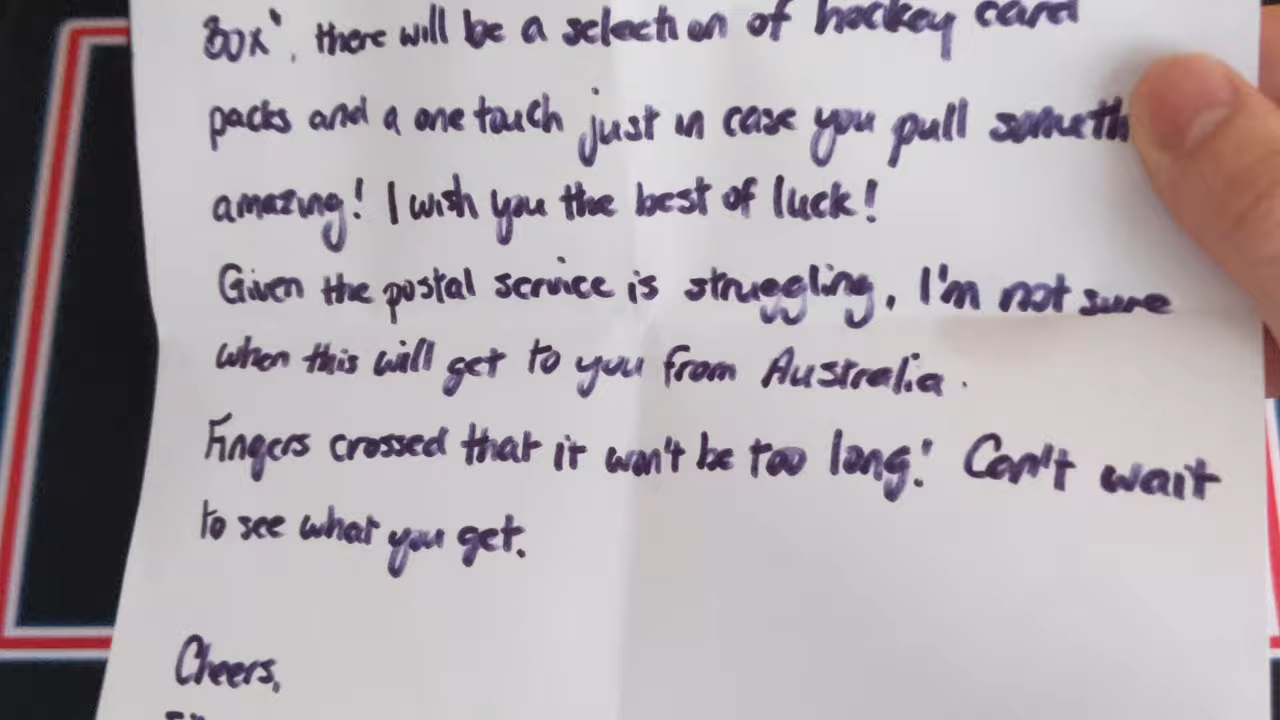 Box", there will be a selection of hockey card
packs and a one touch just in case you pull someth
amazing! I wish you the best of luck!
Given the postal service is struggling, I'm not sure
when this will get to you from Australia.
Fingers crossed that it won't be too long! Can't wait
to see what you get.
Cheers,